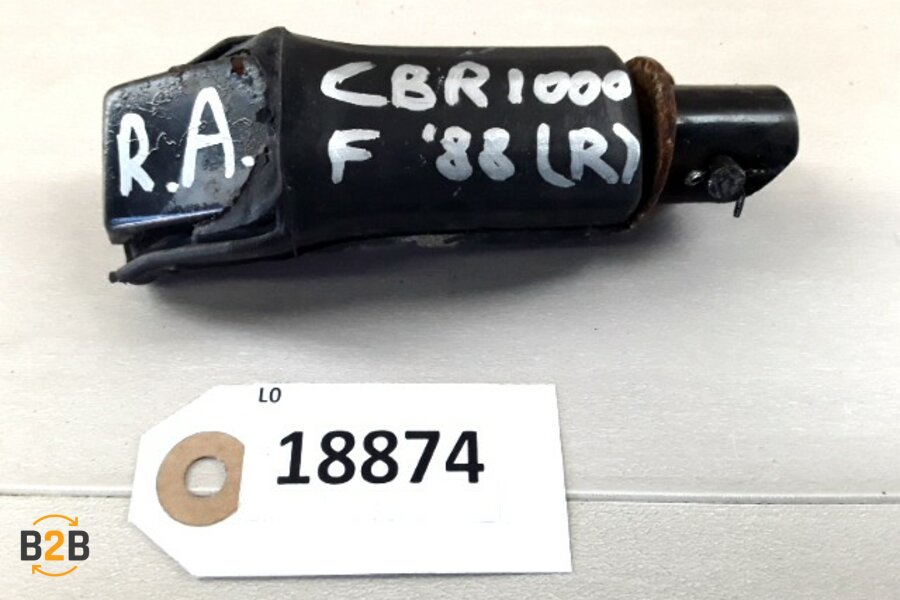 R.A.
CBR1000
F '88 (R)
LO
18874
B2B